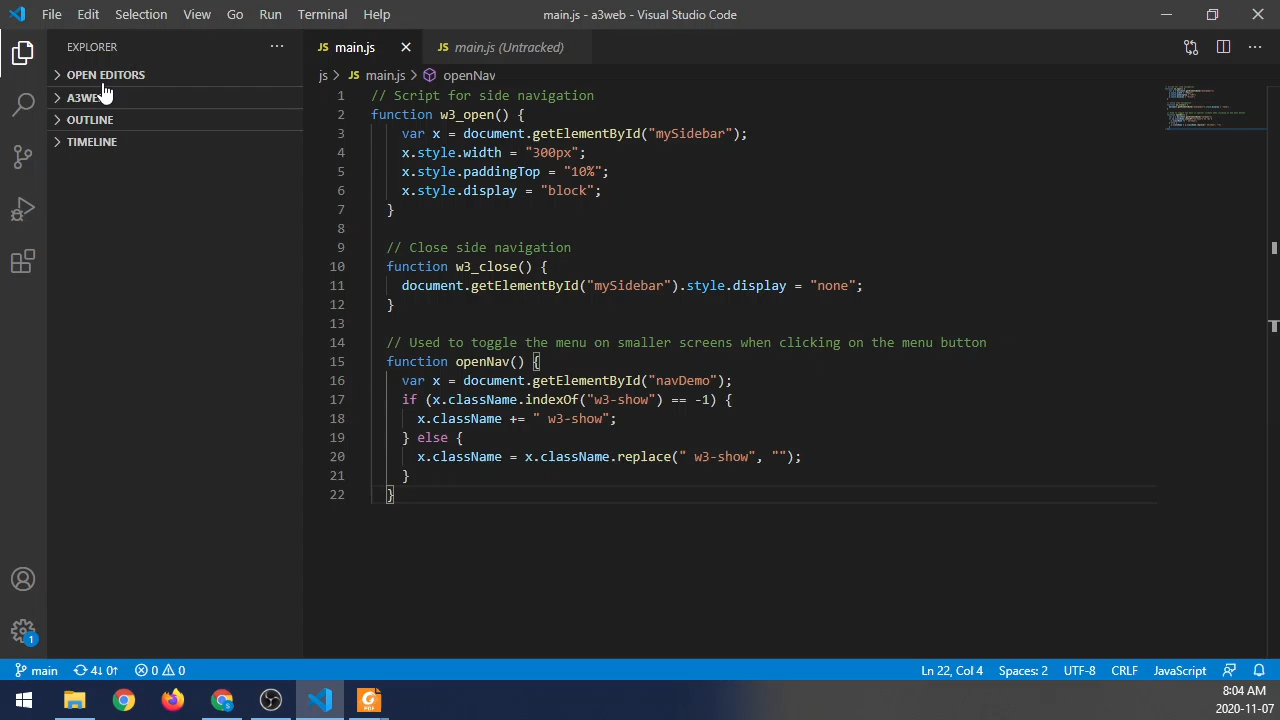 File Edit Selection View Go Run Terminal Help
main.js - a3web - Visual Studio Code
EXPLORER
OPEN EDITORS
OUTLINE
TIMELINE
JS main.js
JS main.js (Untracked)
js > JS main.js > openNav
1 // Script for side navigation
2 function w3_open() {
3 var x = document.getElementById("mySidebar");
4 x.style.width = "300px";
5 x.style.paddingTop = "10%";
6 x.style.display = "block";
7 }
8
9 // Close side navigation
10 function w3_close() {
11 document.getElementById("mySidebar").style.display = "none";
12 }
13
14 // Used to toggle the menu on smaller screens when clicking on the menu button
15 function openNav() {
16 var x = document.getElementById("navDemo");
17 if (x.className.indexOf("w3-show") == -1) {
18 x.className += " w3-show";
19 } else {
20 x.className = x.className.replace(" w3-show", "");
21 }
22 }
1
main 4↓ 0↑ 0 0
Ln 22, Col 4 Spaces: 2 UTF-8 CRLF JavaScript
8:04 AM
2020-11-07